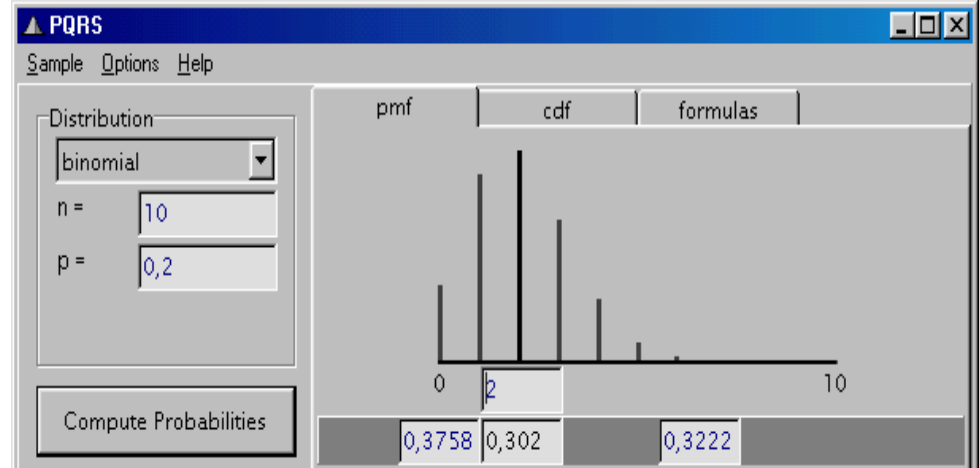 PQRS
Sample Options Help
pmf cdf formulas
Distribution
binomial
n = 10
p = 0,2
0 2 10
Compute Probabilities
0,3758 0,302 0,3222